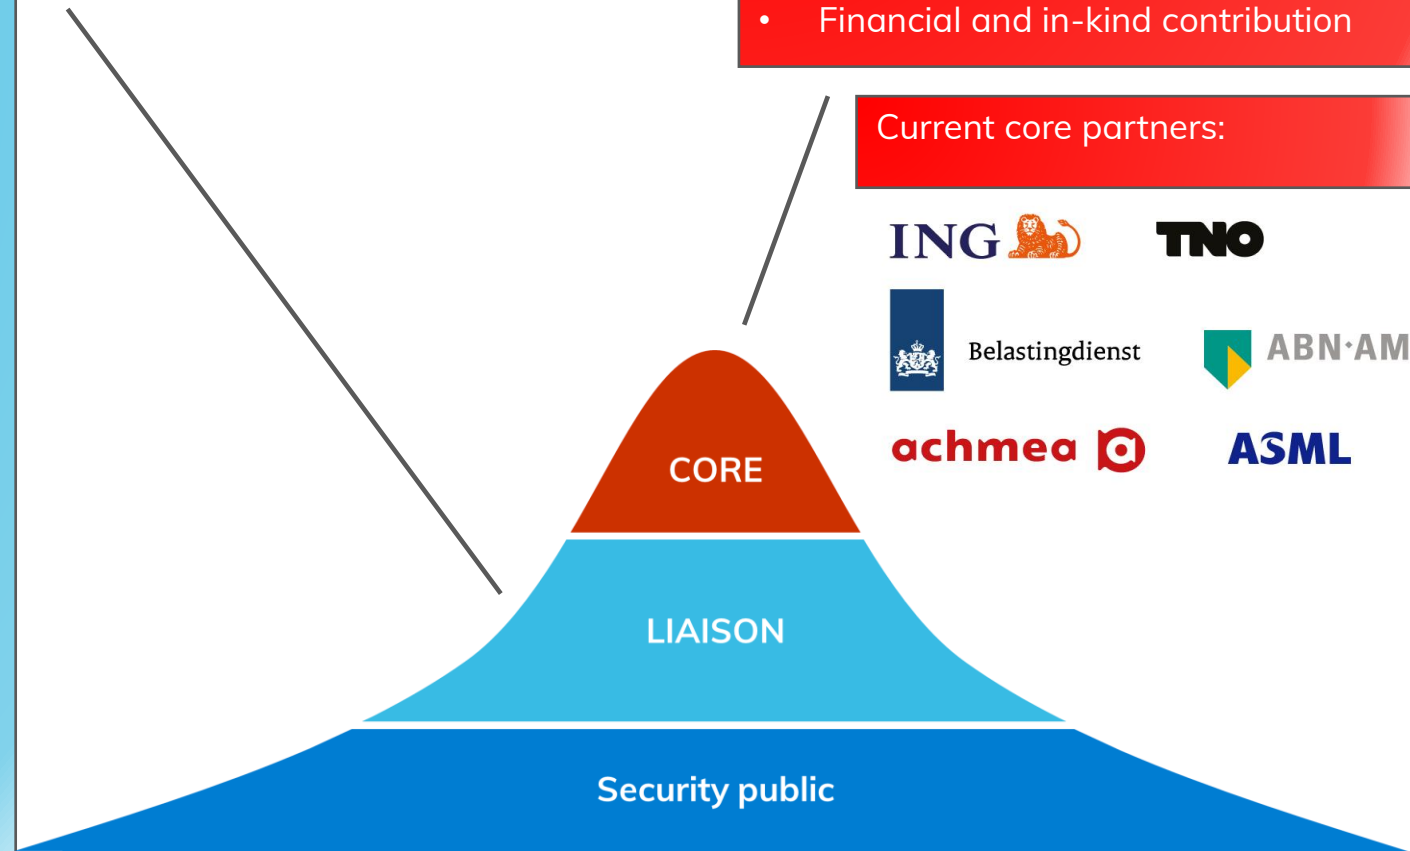 • Financial and in-kind contribution
Current core partners:
ING TNO
Belastingdienst ABN·AM
achmea ASML
CORE
LIAISON
Security public